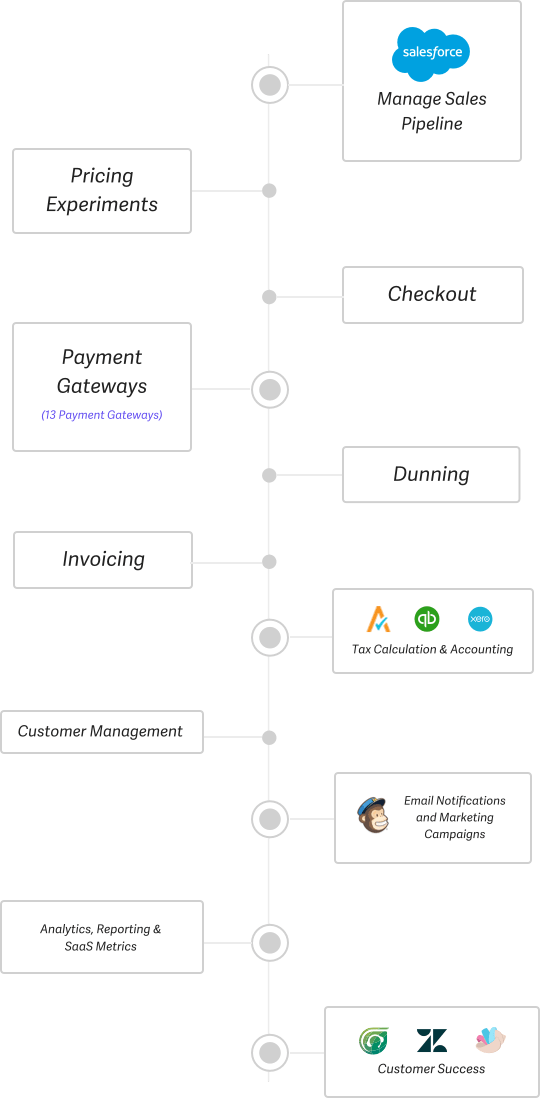 salesforce
Manage Sales
Pipeline
Pricing
Experiments
Checkout
Payment
Gateways
(13 Payment Gateways)
Dunning
Invoicing
qb
xero
Tax Calculation & Accounting
Customer Management
Email Notifications
and Marketing
Campaigns
Analytics, Reporting &
SaaS Metrics
Customer Success